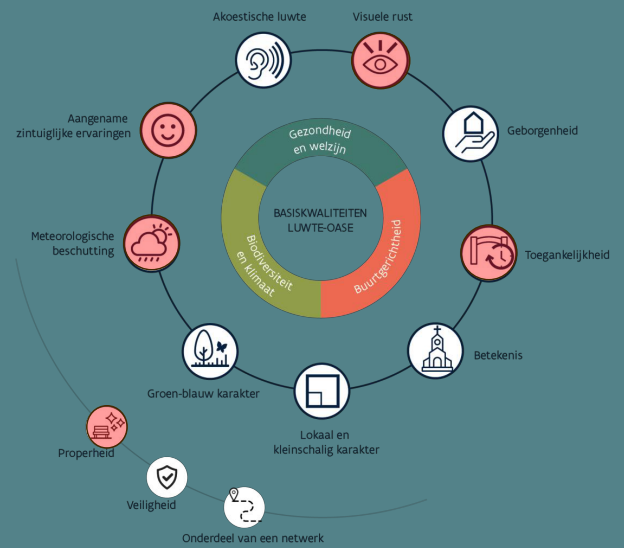 Akoestische luwte
Visuele rust
Aangename
zintuiglijke ervaringen
Geborgenheid
Gezondheid
en welzijn
BASISKWALITEITEN
LUWTE-OASE
Biodiversiteit
en klimaat
Buurtgerichtheid
Meteorologische
beschutting
Toegankelijkheid
Betekenis
Groen-blauw karakter
Lokaal en
kleinschalig karakter
Properheid
Veiligheid
Onderdeel van een netwerk